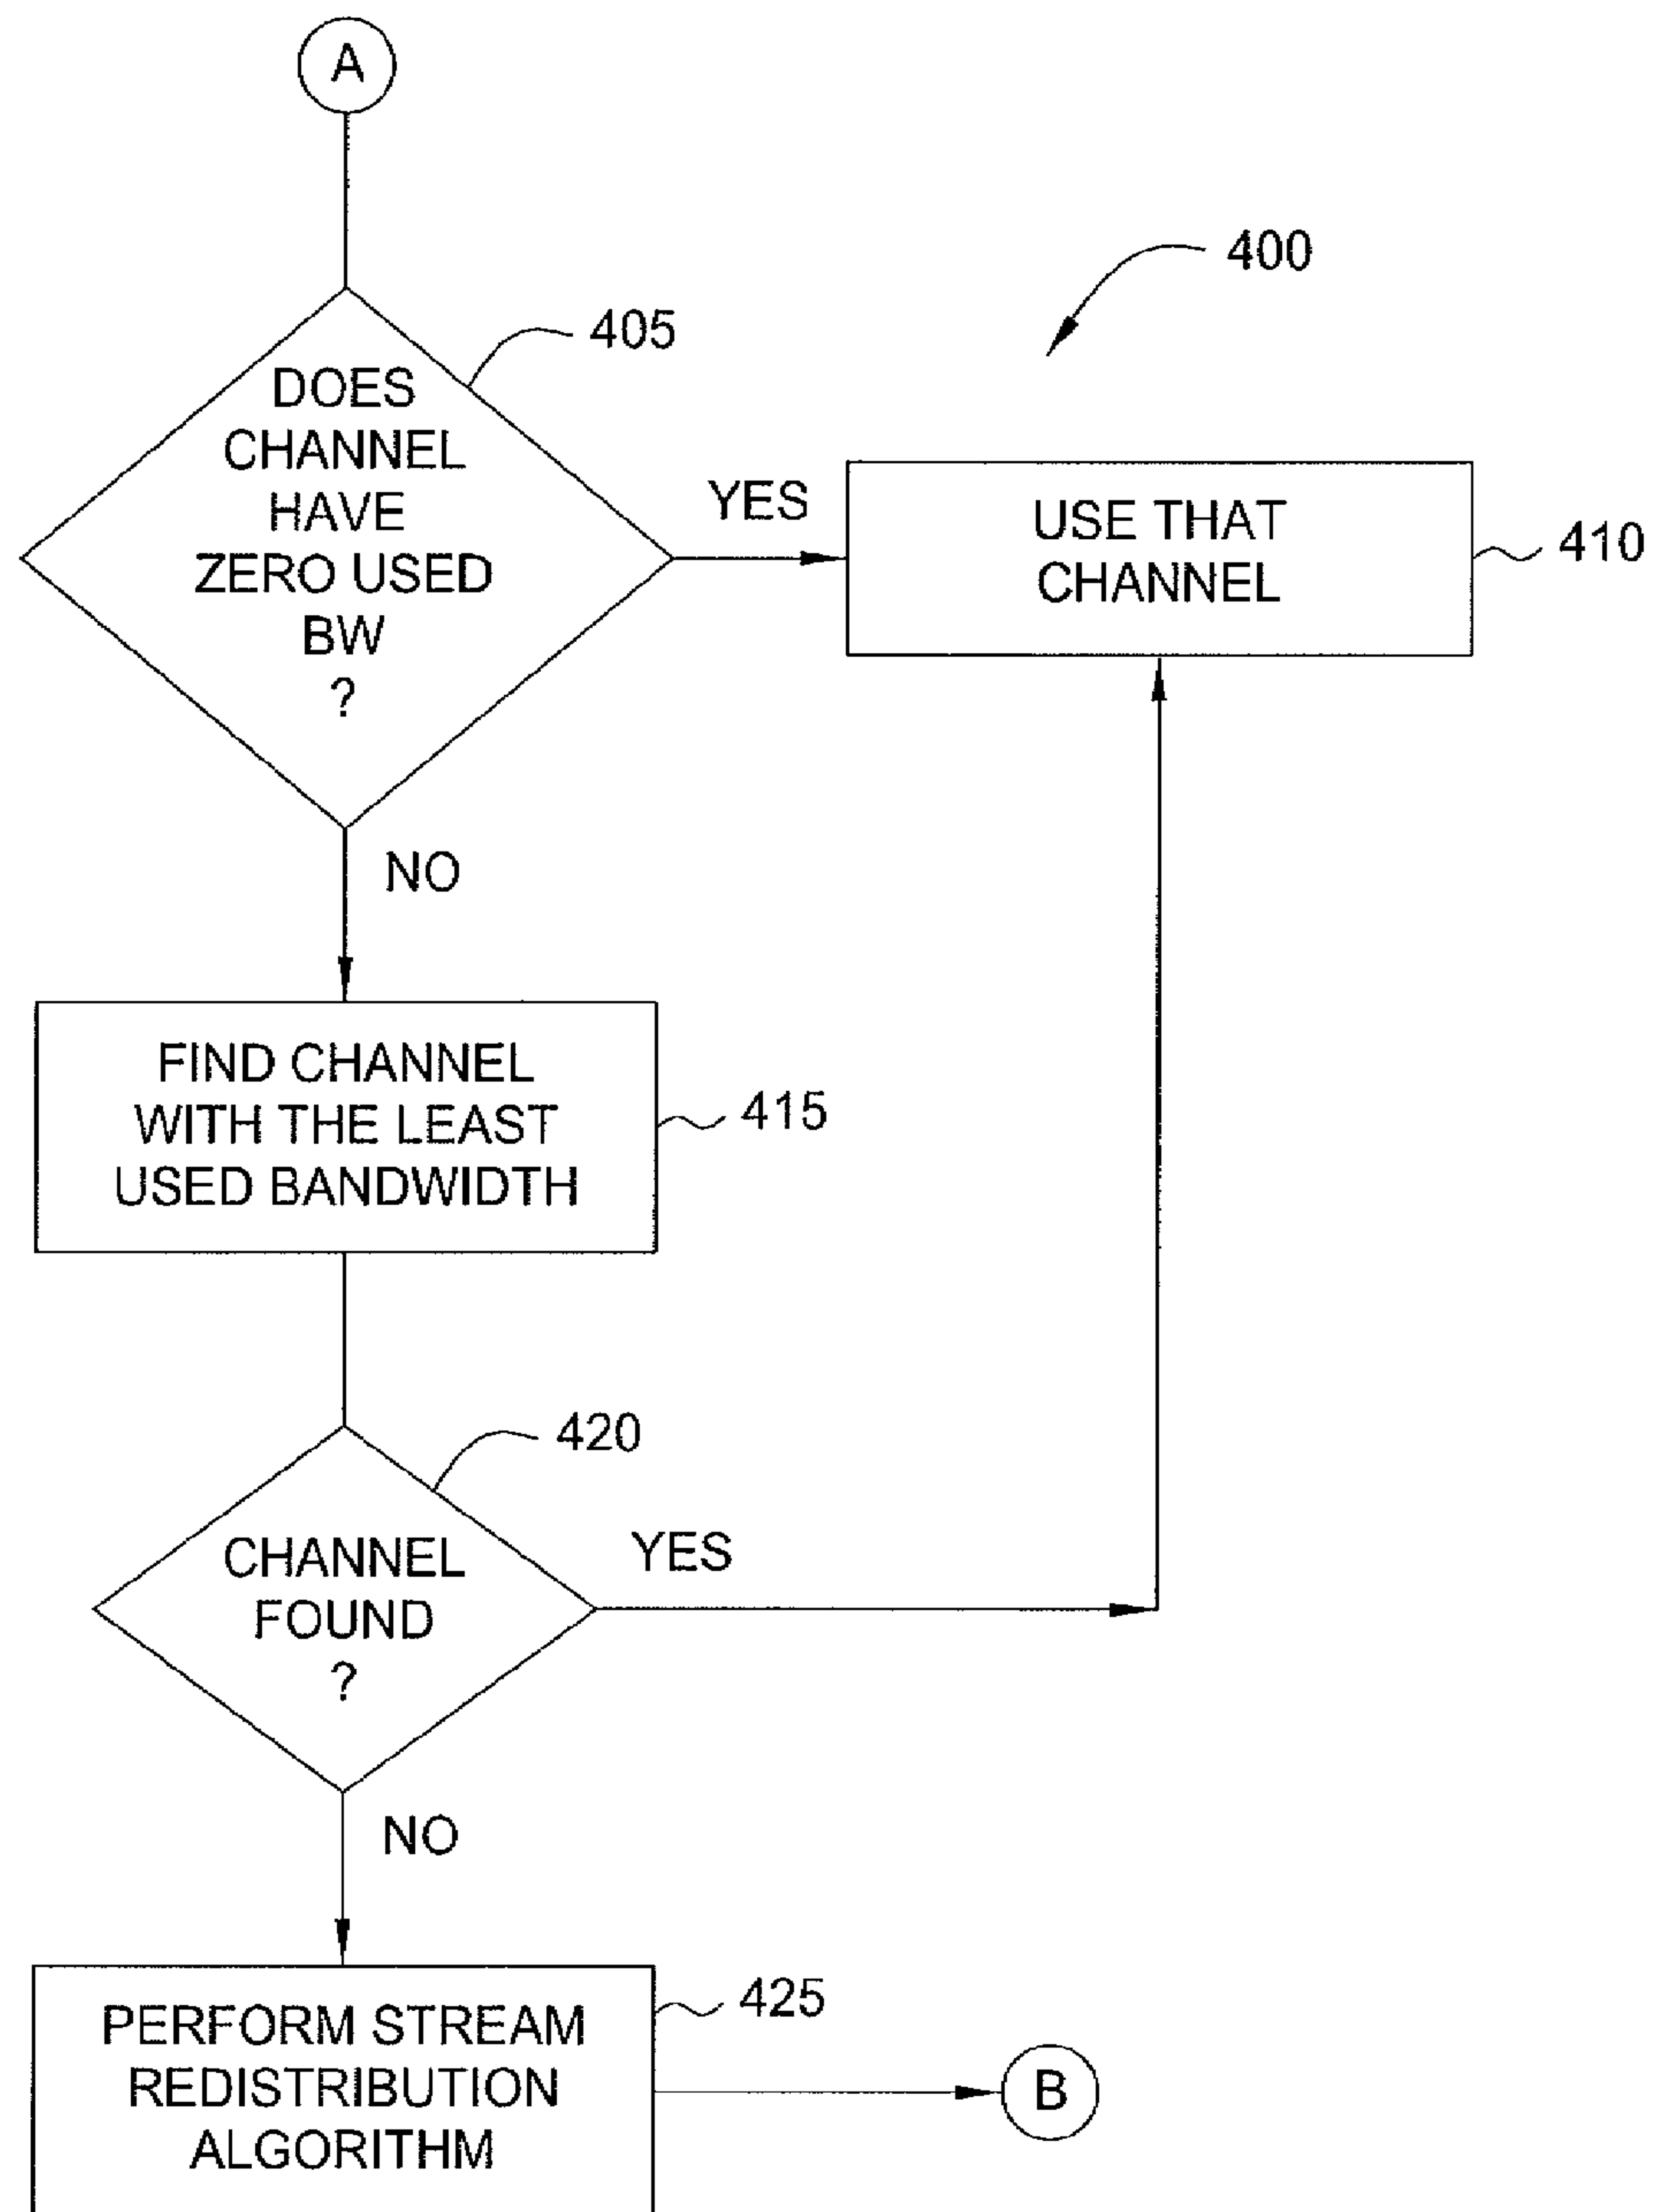 A
400
405
DOES
CHANNEL
HAVE
ZERO USED
BW
?
YES
USE THAT
CHANNEL
410
NO
FIND CHANNEL
WITH THE LEAST
USED BANDWIDTH
415
420
CHANNEL
FOUND
?
YES
NO
PERFORM STREAM
REDISTRIBUTION
ALGORITHM
425
B